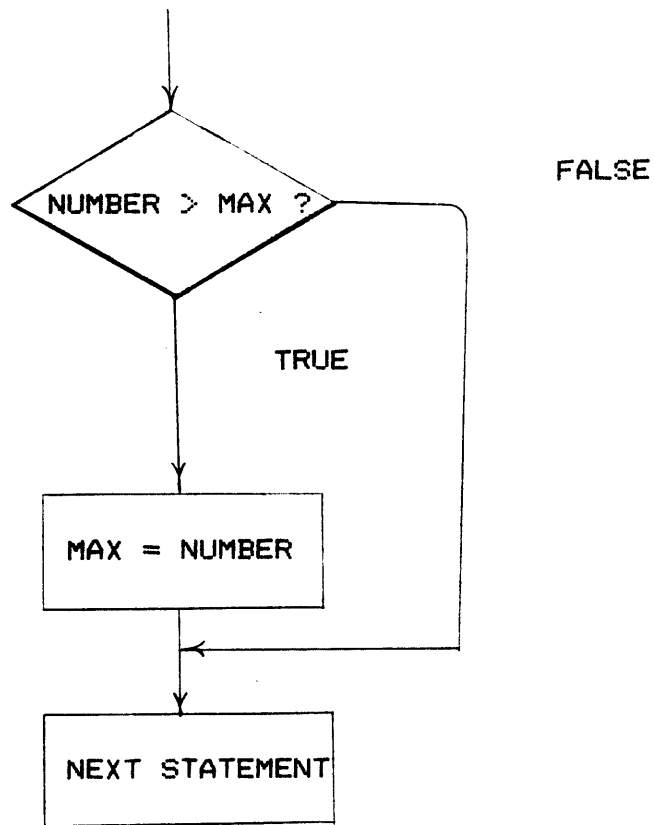 FALSE
NUMBER > MAX ?
TRUE
MAX = NUMBER
NEXT STATEMENT